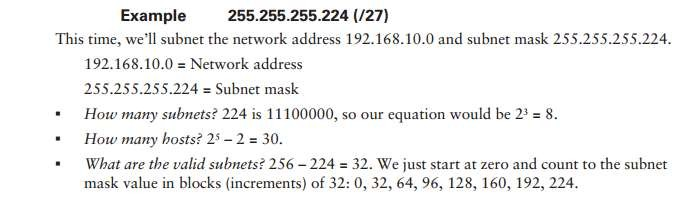 Example 255.255.255.224 (/27)
This time, we'll subnet the network address 192.168.10.0 and subnet mask 255.255.255.224.
192.168.10.0 = Network address
255.255.255.224 = Subnet mask
▪ How many subnets? 224 is 11100000, so our equation would be 2³ = 8.
▪ How many hosts? 2⁵ – 2 = 30.
▪ What are the valid subnets? 256 – 224 = 32. We just start at zero and count to the subnet
mask value in blocks (increments) of 32: 0, 32, 64, 96, 128, 160, 192, 224.